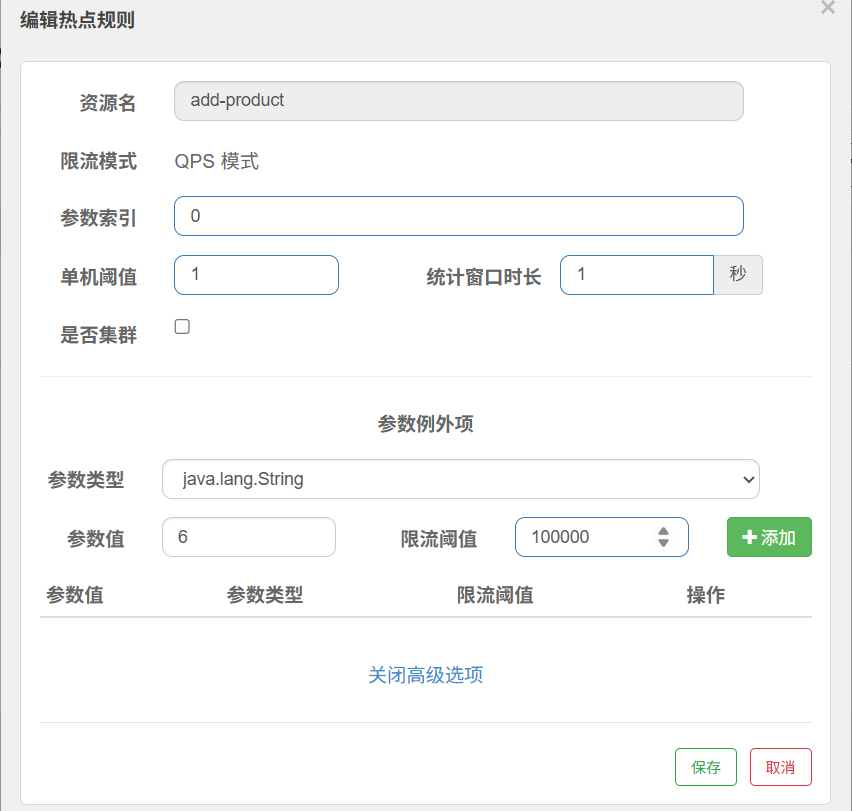 编辑热点规则
资源名 add-product
限流模式 QPS 模式
参数索引 0
单机阈值 1 统计窗口时长 1 秒
是否集群
参数例外项
参数类型 java.lang.String
参数值 6 限流阈值 100000 添加
参数值 参数类型 限流阈值 操作
关闭高级选项
保存 取消